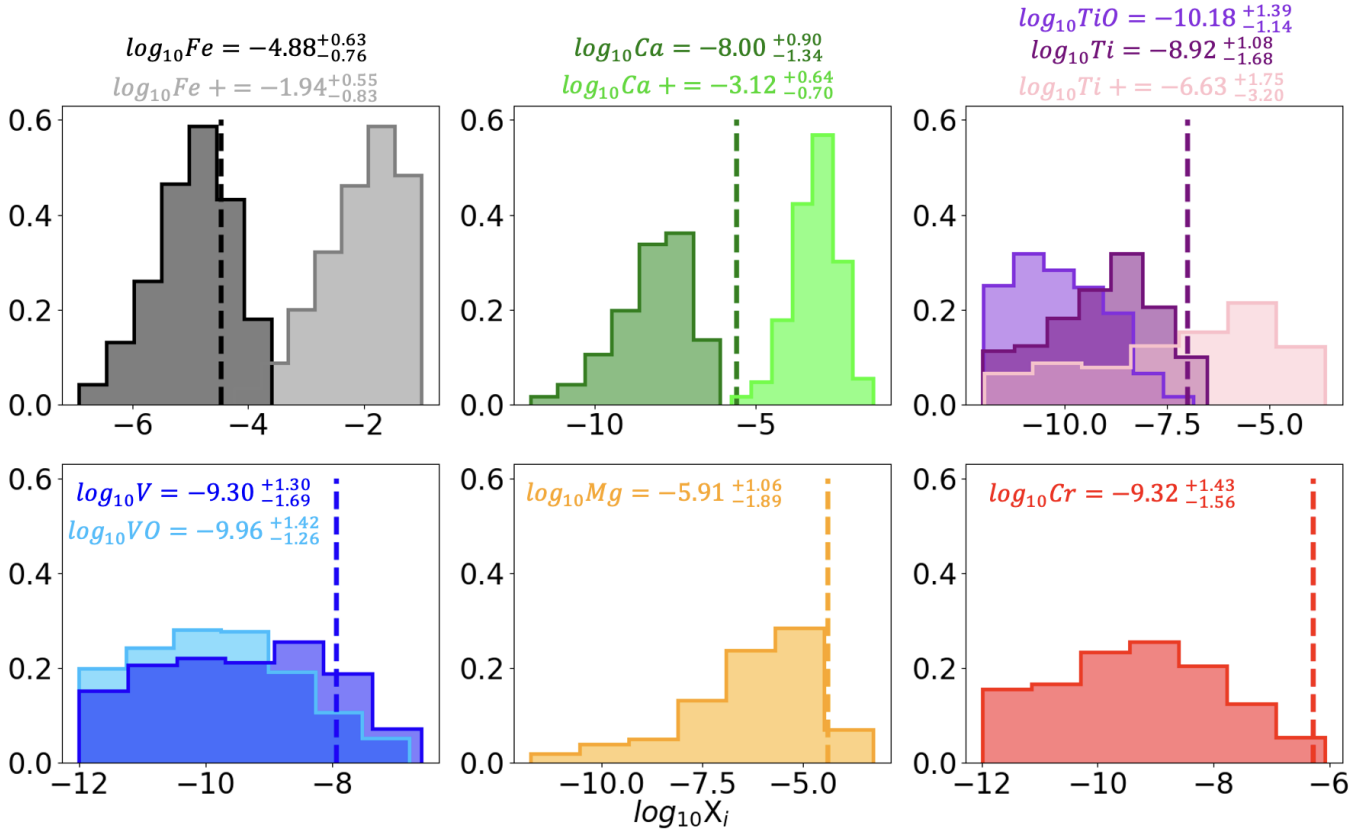 log₁₀Fe = −4.88 +0.63 −0.76
log₁₀Fe + = −1.94 +0.55 −0.83
log₁₀Ca = −8.00 +0.90 −1.34
log₁₀Ca + = −3.12 +0.64 −0.70
log₁₀TiO = −10.18 +1.39 −1.14
log₁₀Ti = −8.92 +1.08 −1.68
log₁₀Ti + = −6.63 +1.75 −3.20
0.6
0.4
0.2
0.0
−6 −4 −2
0.6
0.4
0.2
0.0
−10 −5
0.6
0.4
0.2
0.0
−10.0 −7.5 −5.0
log₁₀V = −9.30 +1.30 −1.69
log₁₀VO = −9.96 +1.42 −1.26
0.6
0.4
0.2
0.0
−12 −10 −8
log₁₀Mg = −5.91 +1.06 −1.89
0.6
0.4
0.2
0.0
−10.0 −7.5 −5.0
log₁₀Cr = −9.32 +1.43 −1.56
0.6
0.4
0.2
0.0
−12 −10 −8 −6
log₁₀Xᵢ